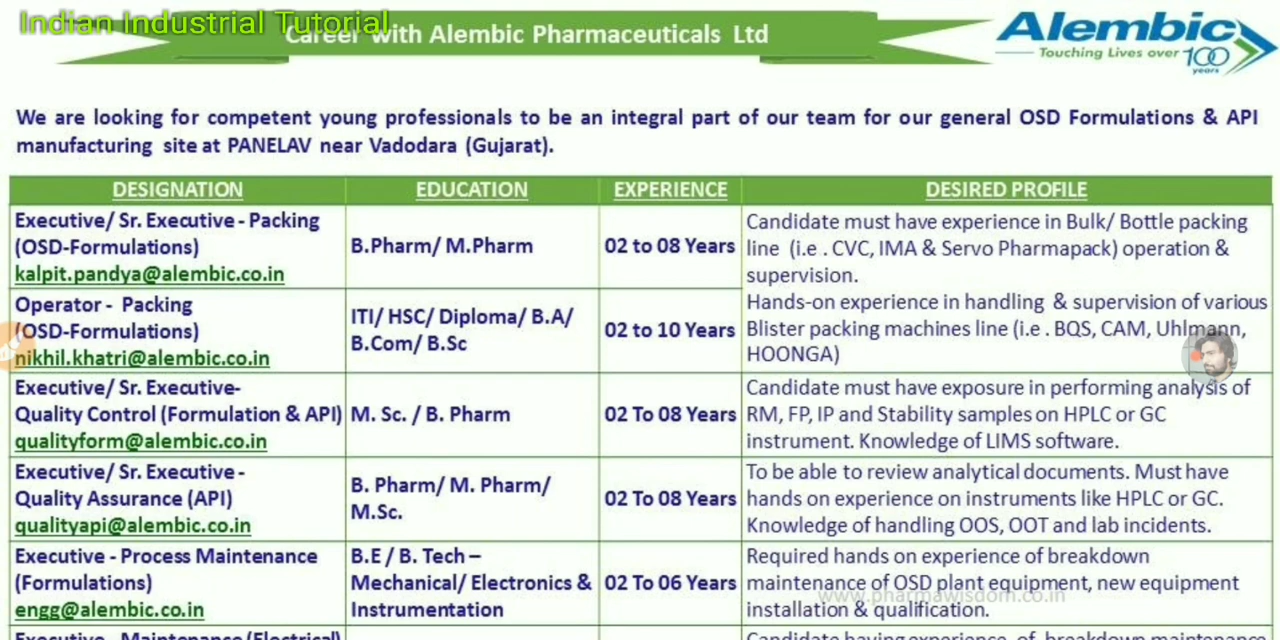 Indian Industrial Tutorial
Career with Alembic Pharmaceuticals Ltd
Alembic
Touching Lives over 100
years
We are looking for competent young professionals to be an integral part of our team for our general OSD Formulations & API
manufacturing site at PANELAV near Vadodara (Gujarat).
DESIGNATION EDUCATION EXPERIENCE DESIRED PROFILE
Executive/ Sr. Executive - Packing
(OSD-Formulations)
kalpit.pandya@alembic.co.in
B.Pharm/ M.Pharm
02 to 08 Years
Candidate must have experience in Bulk/ Bottle packing
line (i.e . CVC, IMA & Servo Pharmapack) operation &
supervision.
Operator - Packing
(OSD-Formulations)
nikhil.khatri@alembic.co.in
ITI/ HSC/ Diploma/ B.A/
B.Com/ B.Sc
02 to 10 Years
Hands-on experience in handling & supervision of various
Blister packing machines line (i.e . BQS, CAM, Uhlmann,
HOONGA)
Executive/ Sr. Executive-
Quality Control (Formulation & API)
qualityform@alembic.co.in
M. Sc. / B. Pharm
02 To 08 Years
Candidate must have exposure in performing analysis of
RM, FP, IP and Stability samples on HPLC or GC
instrument. Knowledge of LIMS software.
Executive/ Sr. Executive -
Quality Assurance (API)
qualityapi@alembic.co.in
B. Pharm/ M. Pharm/
M.Sc.
02 To 08 Years
To be able to review analytical documents. Must have
hands on experience on instruments like HPLC or GC.
Knowledge of handling OOS, OOT and lab incidents.
Executive - Process Maintenance
(Formulations)
engg@alembic.co.in
B.E / B. Tech –
Mechanical/ Electronics &
Instrumentation
02 To 06 Years
Required hands on experience of breakdown
maintenance of OSD plant equipment, new equipment
installation & qualification.
www.pharmawisdom.co.in
Executive - Maintenance (Electrical)
Candidate having experience of breakdown maintenance